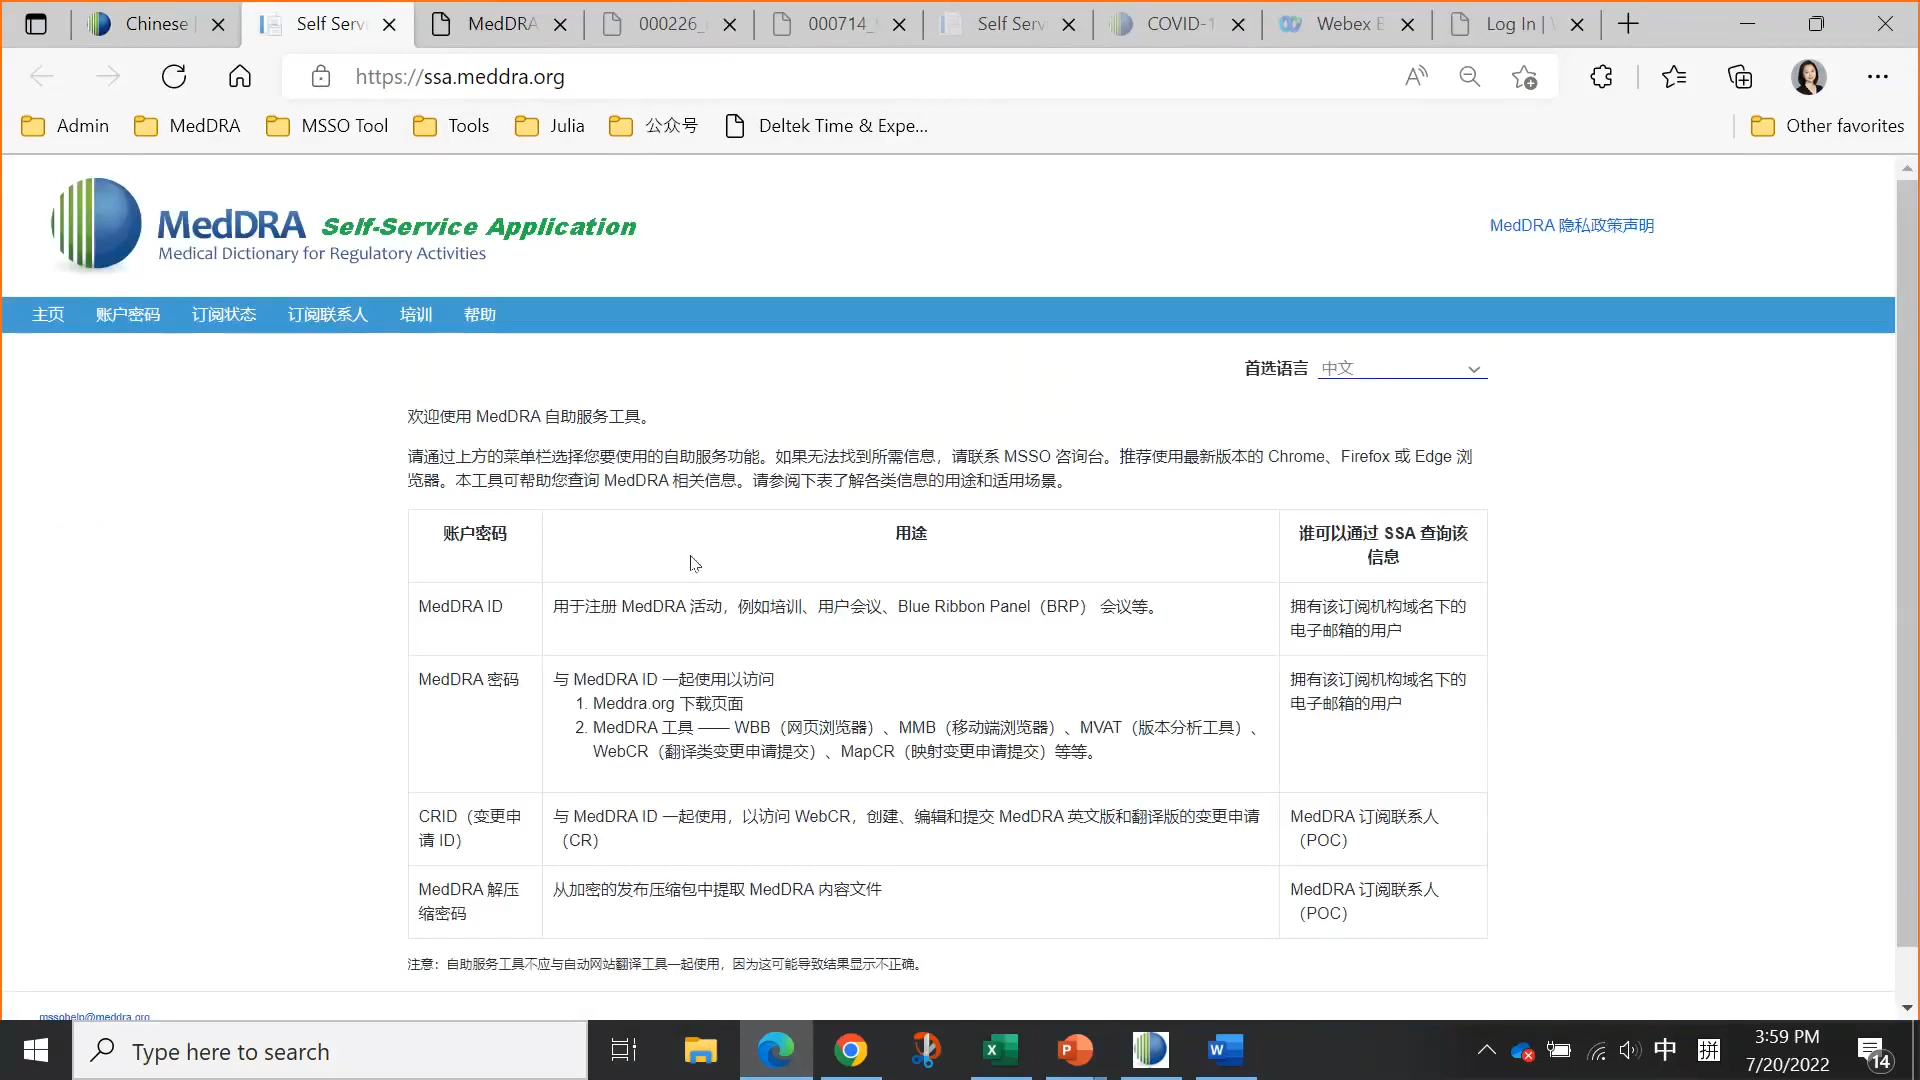 Chinese
Self Serv
MedDRA
000226_
000714_
Self Serv
COVID-1
Webex E
Log In |
https://ssa.meddra.org
Admin
MedDRA
MSSO Tool
Tools
Julia
公众号
Deltek Time & Expe...
Other favorites
MedDRA Self-Service Application
Medical Dictionary for Regulatory Activities
MedDRA 隐私政策声明
主页 账户密码 订阅状态 订阅联系人 培训 帮助
首选语言 中文
欢迎使用 MedDRA 自助服务工具。
请通过上方的菜单栏选择您要使用的自助服务功能。如果无法找到所需信息，请联系 MSSO 咨询台。推荐使用最新版本的 Chrome、Firefox 或 Edge 浏
览器。本工具可帮助您查询 MedDRA 相关信息。请参阅下表了解各类信息的用途和适用场景。
账户密码
用途
谁可以通过 SSA 查询该
信息
MedDRA ID
用于注册 MedDRA 活动，例如培训、用户会议、Blue Ribbon Panel（BRP） 会议等。
拥有该订阅机构域名下的
电子邮箱的用户
MedDRA 密码
与 MedDRA ID 一起使用以访问
1. Meddra.org 下载页面
2. MedDRA 工具 —— WBB（网页浏览器）、MMB（移动端浏览器）、MVAT（版本分析工具）、
WebCR（翻译类变更申请提交）、MapCR（映射变更申请提交）等等。
拥有该订阅机构域名下的
电子邮箱的用户
CRID（变更申
请 ID）
与 MedDRA ID 一起使用，以访问 WebCR，创建、编辑和提交 MedDRA 英文版和翻译版的变更申请
（CR）
MedDRA 订阅联系人
（POC）
MedDRA 解压
缩密码
从加密的发布压缩包中提取 MedDRA 内容文件
MedDRA 订阅联系人
（POC）
注意：自助服务工具不应与自动网站翻译工具一起使用，因为这可能导致结果显示不正确。
mssohelp@meddra.org
Type here to search
中
拼
3:59 PM
7/20/2022
14